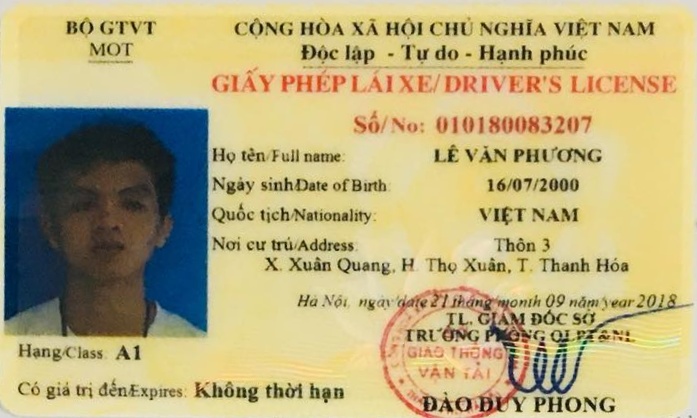 BỘ GTVT
MOT
CỘNG HÒA XÃ HỘI CHỦ NGHĨA VIỆT NAM
Độc lập - Tự do - Hạnh phúc
GIẤY PHÉP LÁI XE/ DRIVER'S LICENSE
Số/No: 010180083207
Họ tên/Full name: LÊ VĂN PHƯƠNG
Ngày sinh/Date of Birth: 16/07/2000
Quốc tịch/Nationality: VIỆT NAM
Nơi cư trú/Address: Thôn 3
X. Xuân Quang, H. Thọ Xuân, T. Thanh Hóa
Hà Nội, ngày/date 21 tháng/month 09 năm/year 2018
TL. GIÁM ĐỐC SỞ
TRƯỞNG PHÒNG QLPT&NL
GIAO THÔNG
VẬN TẢI
Hạng/Class: A1
Có giá trị đến/Expires: Không thời hạn
ĐÀO DUY PHONG